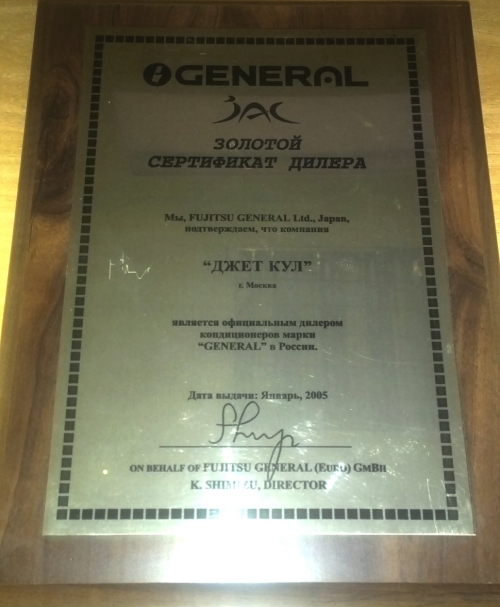 GENERAL
JAC
ЗОЛОТОЙ
СЕРТИФИКАТ ДИЛЕРА
Мы, FUJITSU GENERAL Ltd., Japan,
подтверждаем, что компания
“ДЖЕТ КУЛ”
г. Москва
является официальным дилером
кондиционеров марки
“GENERAL” в России.
Дата выдачи: Январь, 2005
ON BEHALF OF FUJITSU GENERAL (EURO) GMBH
K. SHIMIZU, DIRECTOR